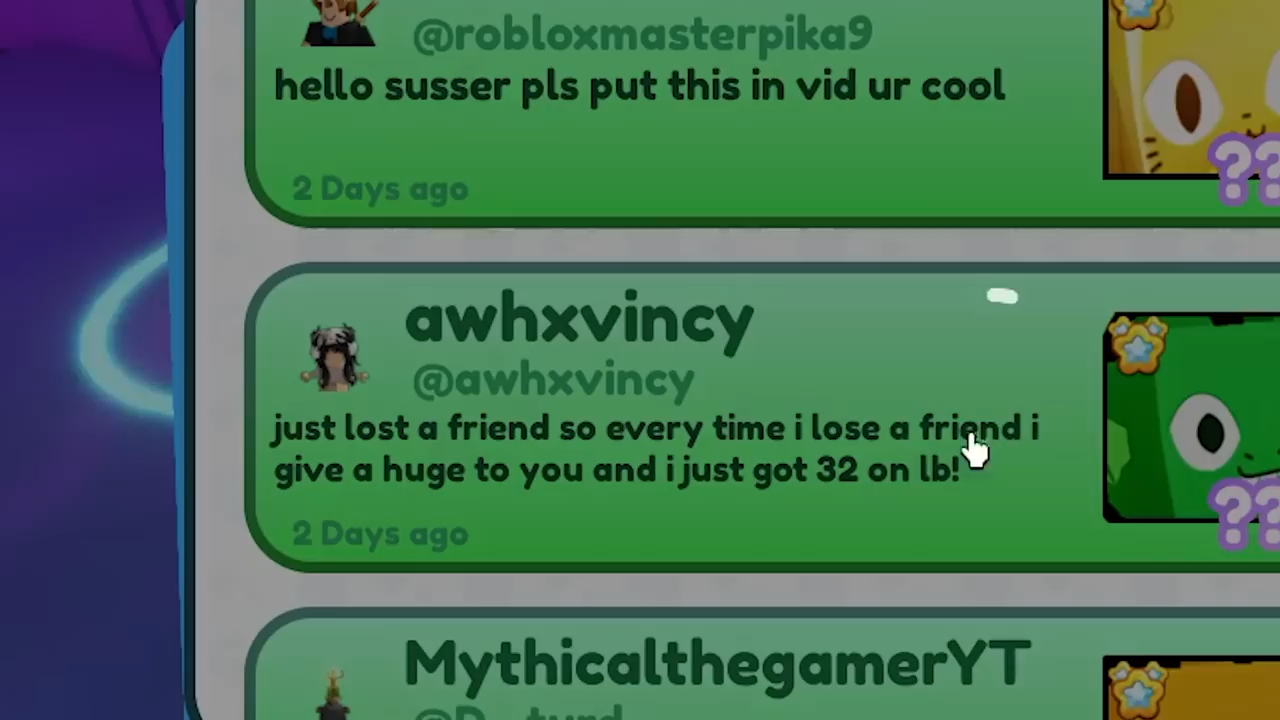 @robloxmasterpika9
hello susser pls put this in vid ur cool
??
2 Days ago
awhxvincy
@awhxvincy
just lost a friend so every time i lose a friend i
give a huge to you and i just got 32 on lb!
??
2 Days ago
MythicalthegamerYT